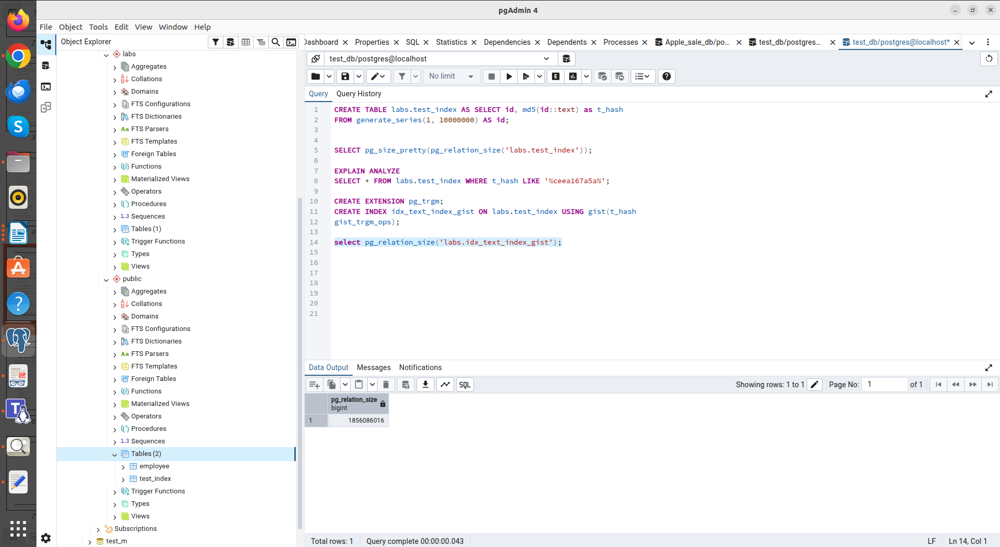 pgAdmin 4
File Object Tools Edit View Window Help
Object Explorer
Dashboard Properties SQL Statistics Dependencies Dependents Processes Apple_sale_db/po... test_db/postgres... test_db/postgres@localhost*
labs
Aggregates
Collations
Domains
FTS Configurations
FTS Dictionaries
Aa FTS Parsers
FTS Templates
Foreign Tables
Functions
Materialized Views
Operators
Procedures
1..3 Sequences
Tables (1)
Trigger Functions
Types
Views
public
Aggregates
Collations
Domains
FTS Configurations
FTS Dictionaries
Aa FTS Parsers
FTS Templates
Foreign Tables
Functions
Materialized Views
Operators
Procedures
1..3 Sequences
Tables (2)
employee
test_index
Trigger Functions
Types
Views
Subscriptions
test_m
test_db/postgres@localhost
No limit
Query Query History
1 CREATE TABLE labs.test_index AS SELECT id, md5(id::text) as t_hash
2 FROM generate_series(1, 10000000) AS id;
3
4
5 SELECT pg_size_pretty(pg_relation_size('labs.test_index'));
6
7 EXPLAIN ANALYZE
8 SELECT * FROM labs.test_index WHERE t_hash LIKE '%ceea167a5a%';
9
10 CREATE EXTENSION pg_trgm;
11 CREATE INDEX idx_text_index_gist ON labs.test_index USING gist(t_hash
12 gist_trgm_ops);
13
14 select pg_relation_size('labs.idx_text_index_gist');
15
16
17
18
19
20
21
Data Output Messages Notifications
SQL Showing rows: 1 to 1 Page No: 1 of 1
pg_relation_size
bigint
1 1856086016
Total rows: 1 Query complete 00:00:00.043 LF Ln 14, Col 1